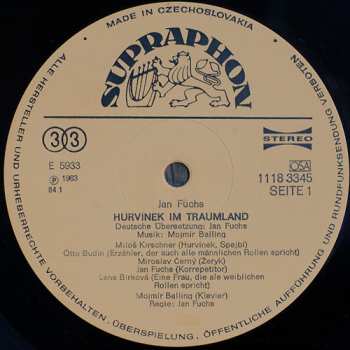 MADE IN CZECHOSLOVAKIA
SUPRAPHON
33
STEREO
E 5933
℗ 1983
84.1
OSA
1118 3345
SEITE 1
Jan Fuchs
HURVINEK IM TRAUMLAND
Deutsche Übersetzung: Jan Fuchs
Musik: Mojmír Balling
Miloš Kirschner (Hurvinek, Spejbl)
Otto Budin (Erzähler, der auch alle männlichen Rollen spricht)
Miroslav Černý (Žeryk)
Jan Fuchs (Korrepetitor)
Lena Birková (Eine Frau, die alle weiblichen
Rollen spricht)
Mojmír Balling (Klavier)
Regie: Jan Fuchs
ALLE HERSTELLER UND URHEBERRECHTE VORBEHALTEN. ÜBERSPIELUNG, ÖFFENTLICHE AUFFÜHRUNG UND RUNDFUNKSENDUNG VERBOTEN